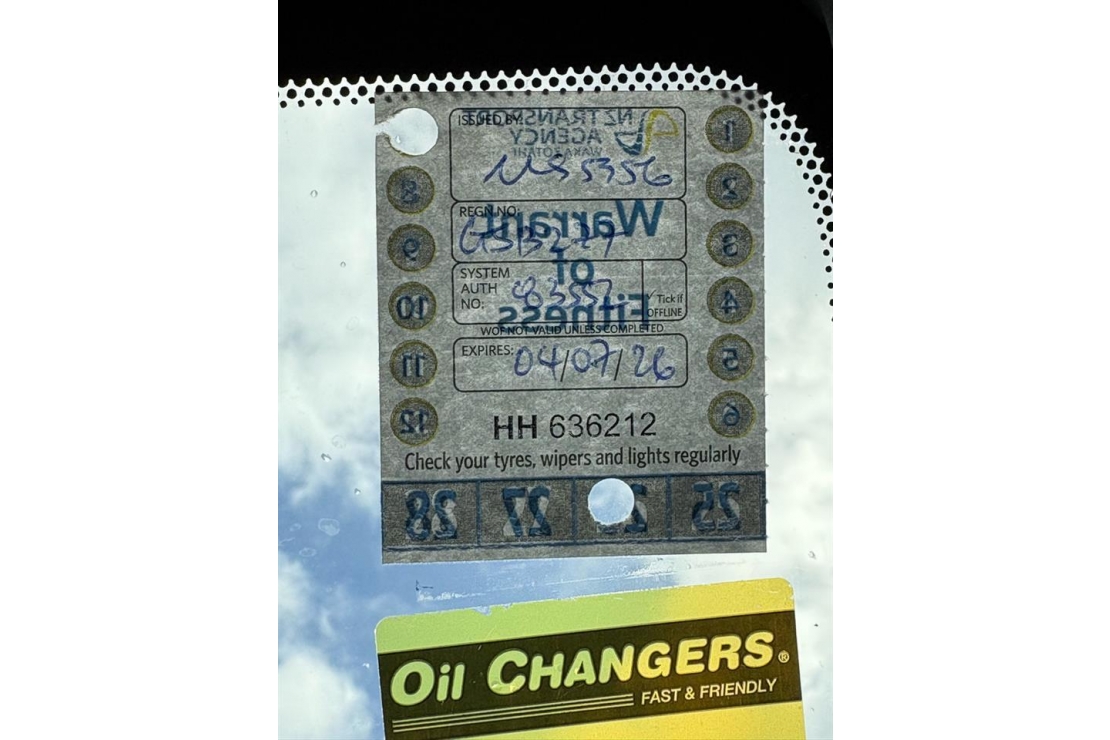 ISSUED BY:
NZ TRANSPORT
AGENCY
WAKA KOTAHI
5356
REGN NO:
Warrant
of
Fitness
SYSTEM
AUTH
NO:
Tick if
OFFLINE
WOF NOT VALID UNLESS COMPLETED
EXPIRES: 04/07/26
HH 636212
Check your tyres, wipers and lights regularly
1
2
3
4
5
6
8
9
10
11
12
28 27 25
Oil CHANGERS®
FAST & FRIENDLY